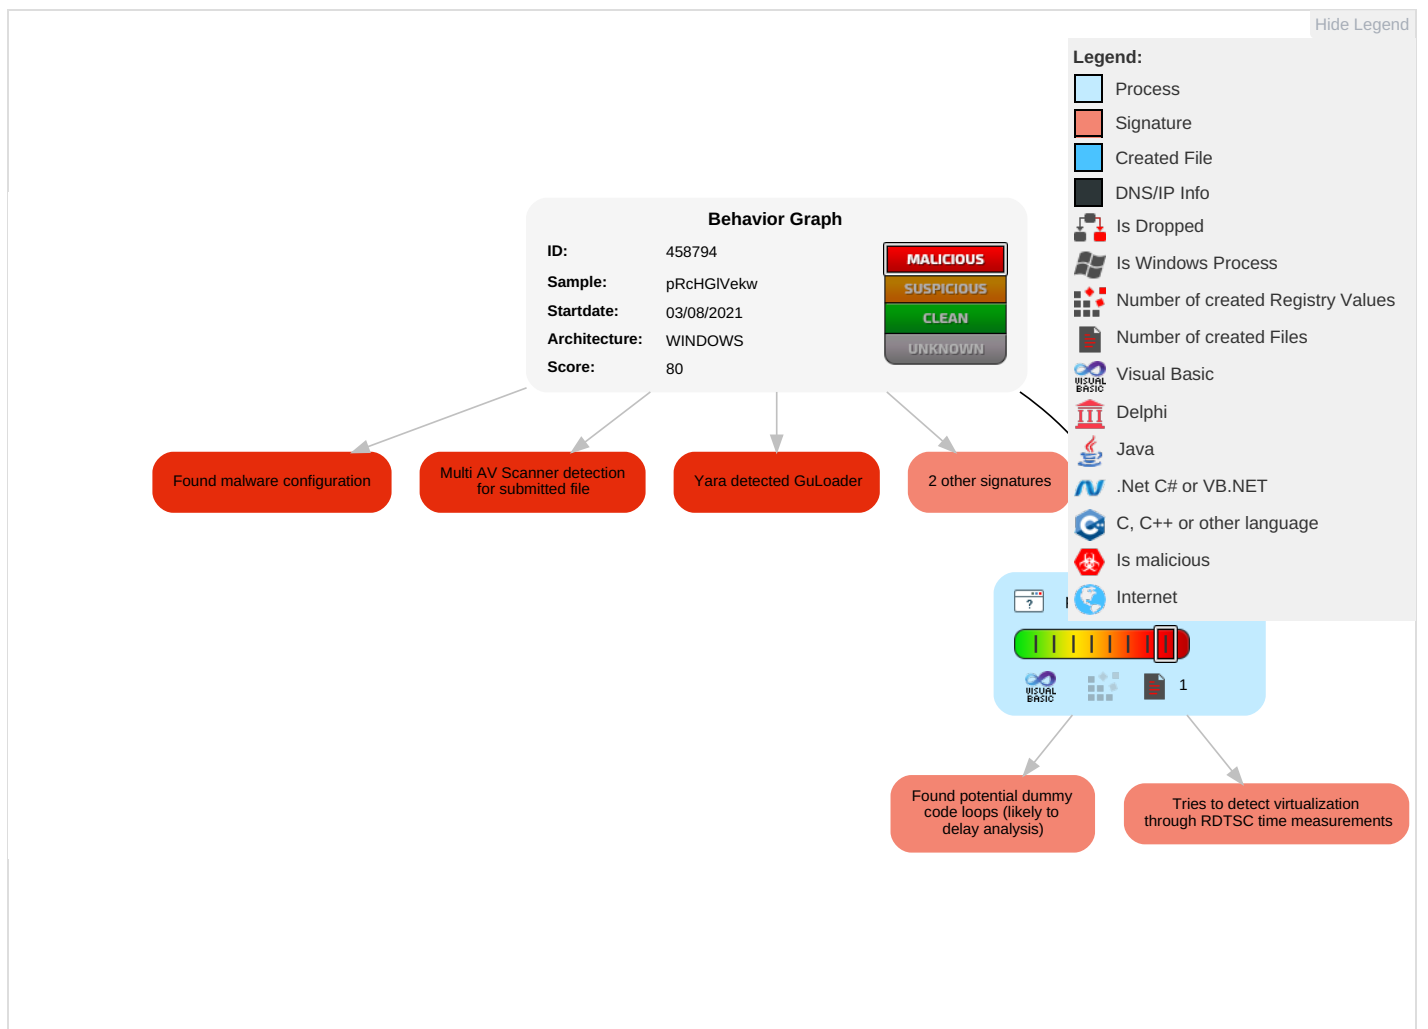 Hide Legend
Legend:
Process
Signature
Created File
DNS/IP Info
Is Dropped
Is Windows Process
Number of created Registry Values
Number of created Files
VISUAL
BASIC
Visual Basic
Delphi
Java
.Net C# or VB.NET
C, C++ or other language
Is malicious
Internet
Behavior Graph
ID: 458794
Sample: pRcHGlVekw
Startdate: 03/08/2021
Architecture: WINDOWS
Score: 80
MALICIOUS
SUSPICIOUS
CLEAN
UNKNOWN
Found malware configuration
Multi AV Scanner detection
for submitted file
Yara detected GuLoader
2 other signatures
?
VISUAL
BASIC
1
Found potential dummy
code loops (likely to
delay analysis)
Tries to detect virtualization
through RDTSC time measurements